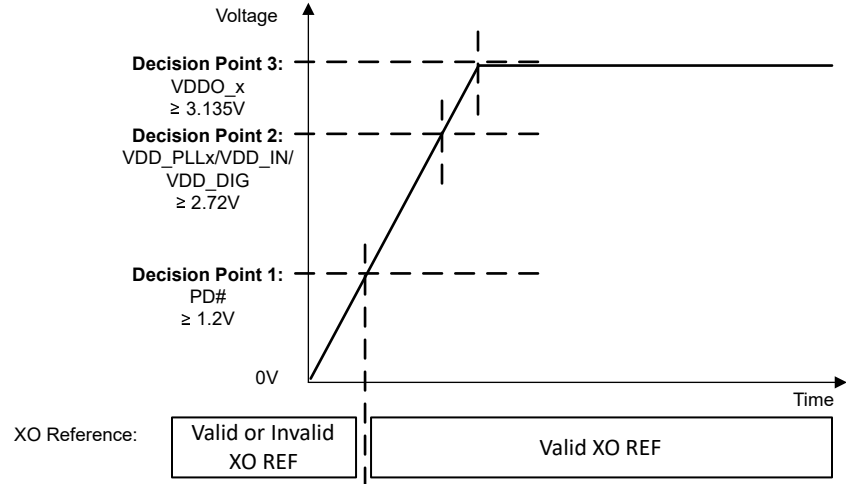 Voltage
Decision Point 3:
VDDO_x
≥ 3.135V
Decision Point 2:
VDD_PLLx/VDD_IN/
VDD_DIG
≥ 2.72V
Decision Point 1:
PD#
≥ 1.2V
0V
Time
XO Reference:
Valid or Invalid
XO REF
Valid XO REF